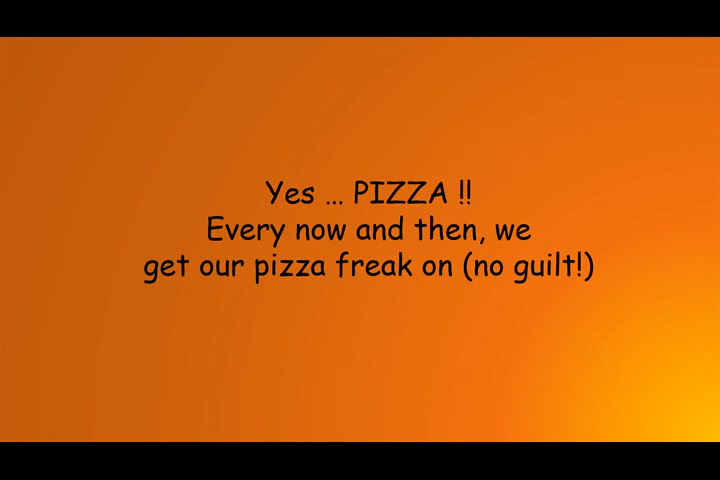 Yes ... PIZZA !!
Every now and then, we
get our pizza freak on (no guilt!)